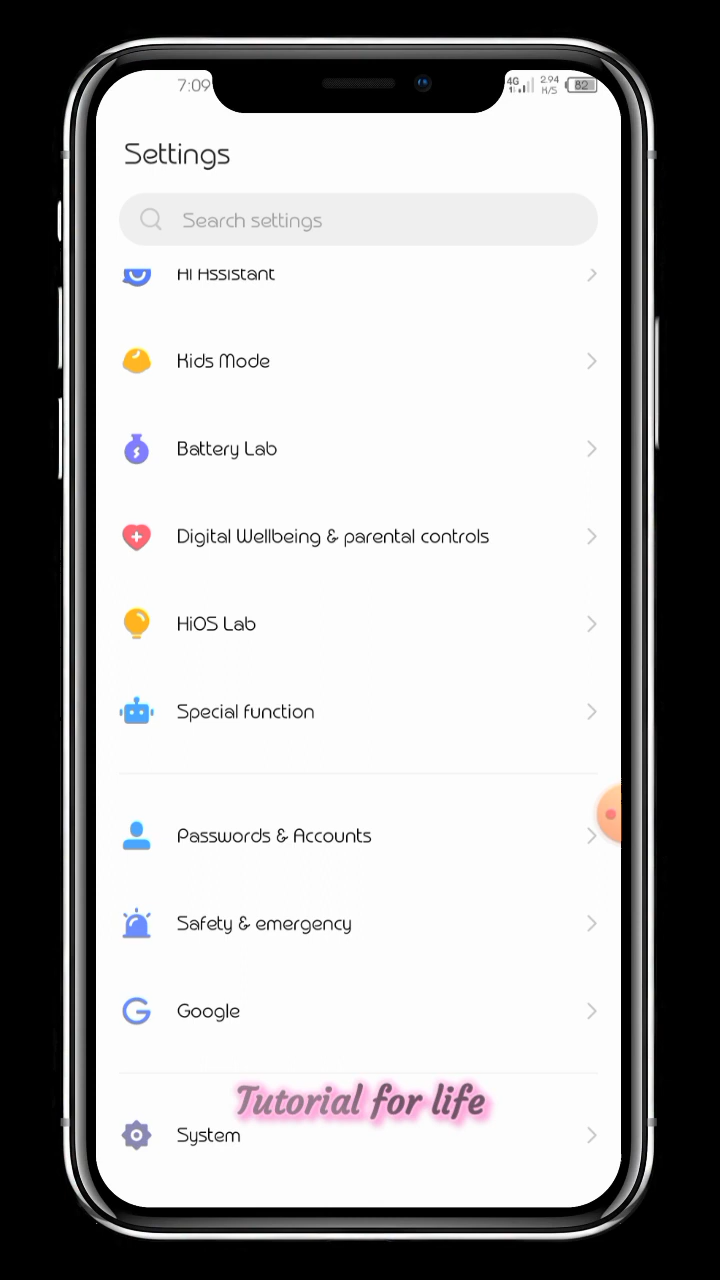 7:09
4G
2.94
K/S
82
Settings
Search settings
Hi Assistant
Kids Mode
Battery Lab
Digital Wellbeing & parental controls
HiOS Lab
Special function
Passwords & Accounts
Safety & emergency
Google
Tutorial for life
System